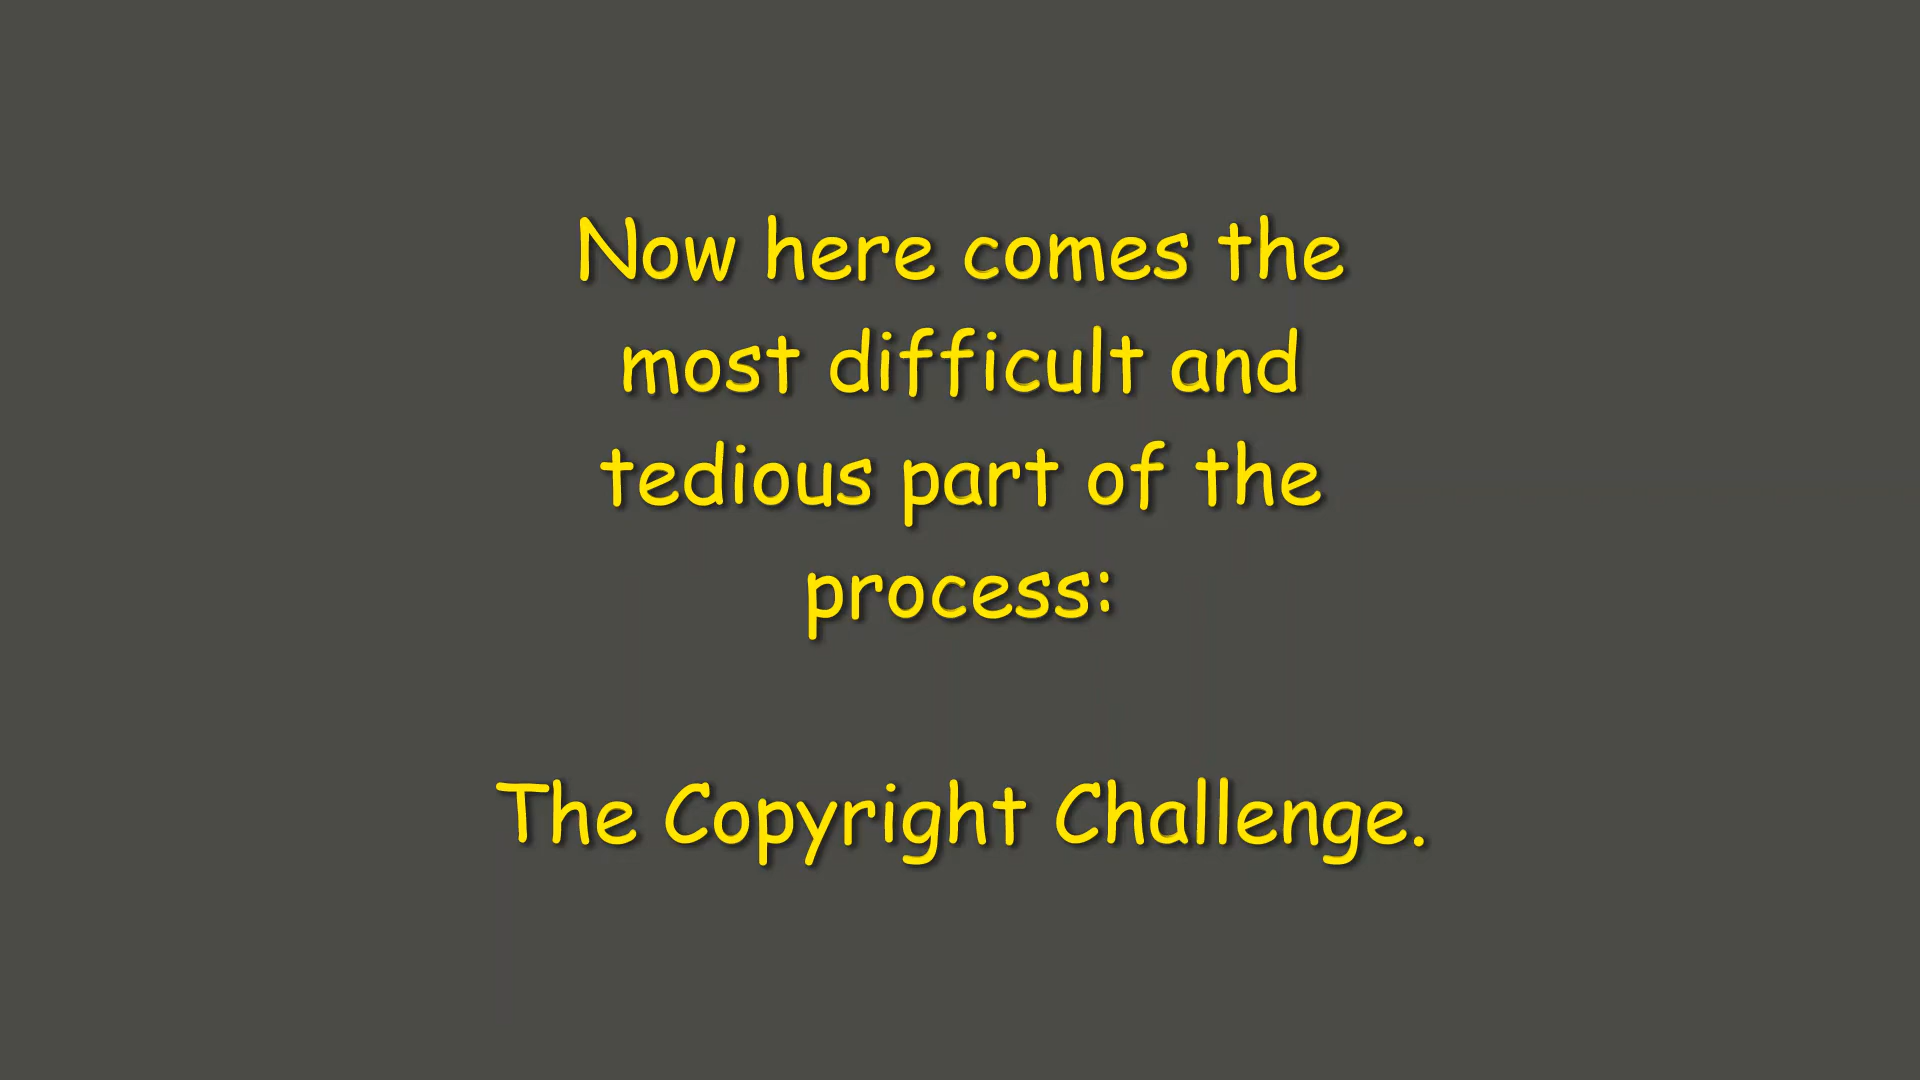 Now here comes the
most difficult and
tedious part of the
process:
The Copyright Challenge.